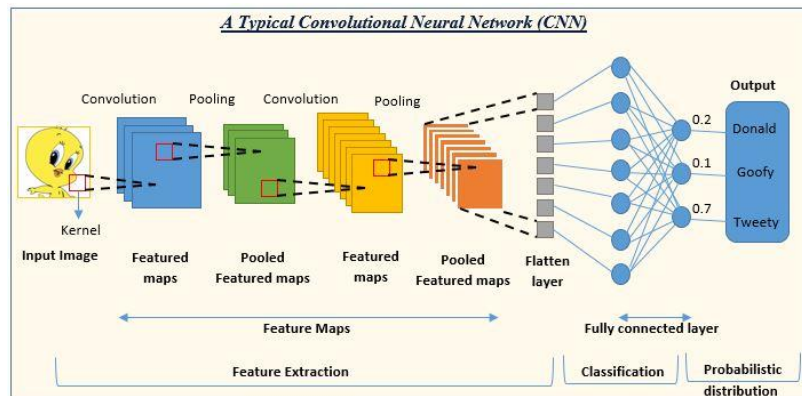 A Typical Convolutional Neural Network (CNN)
Convolution
Pooling
Convolution
Pooling
Output
0.2
Donald
0.1
Goofy
0.7
Tweety
Kernel
Input Image
Featured
maps
Pooled
Featured maps
Featured
maps
Pooled
Featured maps
Flatten
layer
Feature Maps
Fully connected layer
Feature Extraction
Classification
Probabilistic
distribution